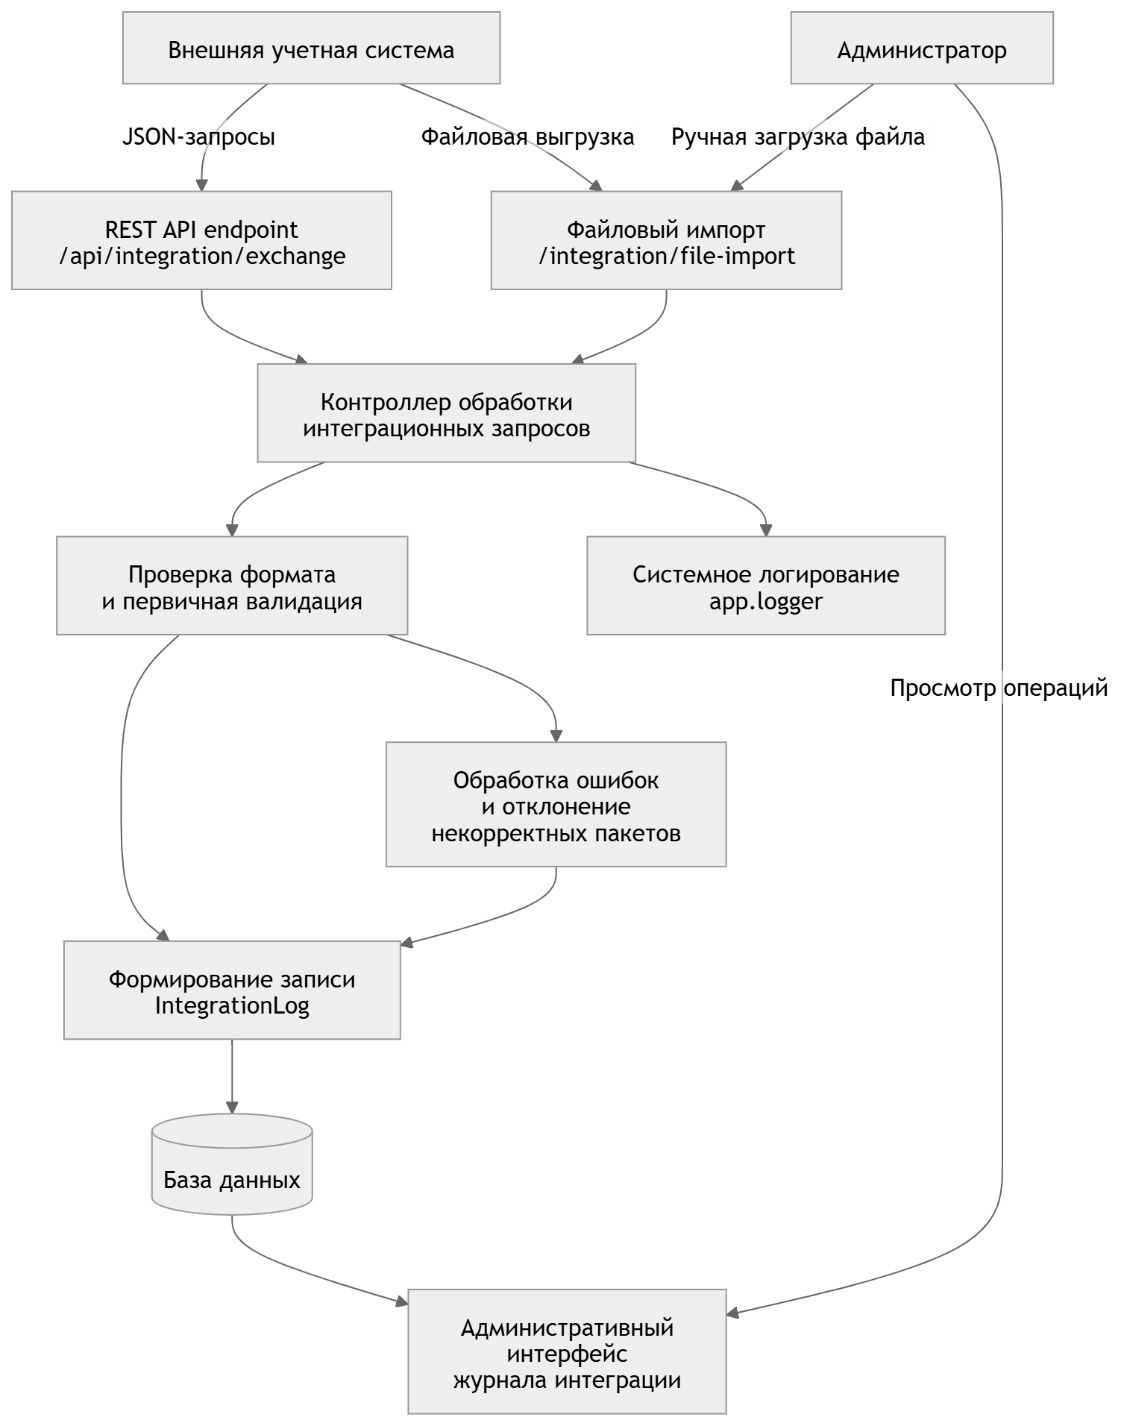 Внешняя учетная система
Администратор
JSON-запросы
Файловая выгрузка
Ручная загрузка файла
REST API endpoint
/api/integration/exchange
Файловый импорт
/integration/file-import
Контроллер обработки
интеграционных запросов
Проверка формата
и первичная валидация
Системное логирование
app.logger
Просмотр операций
Обработка ошибок
и отклонение
некорректных пакетов
Формирование записи
IntegrationLog
База данных
Административный
интерфейс
журнала интеграции